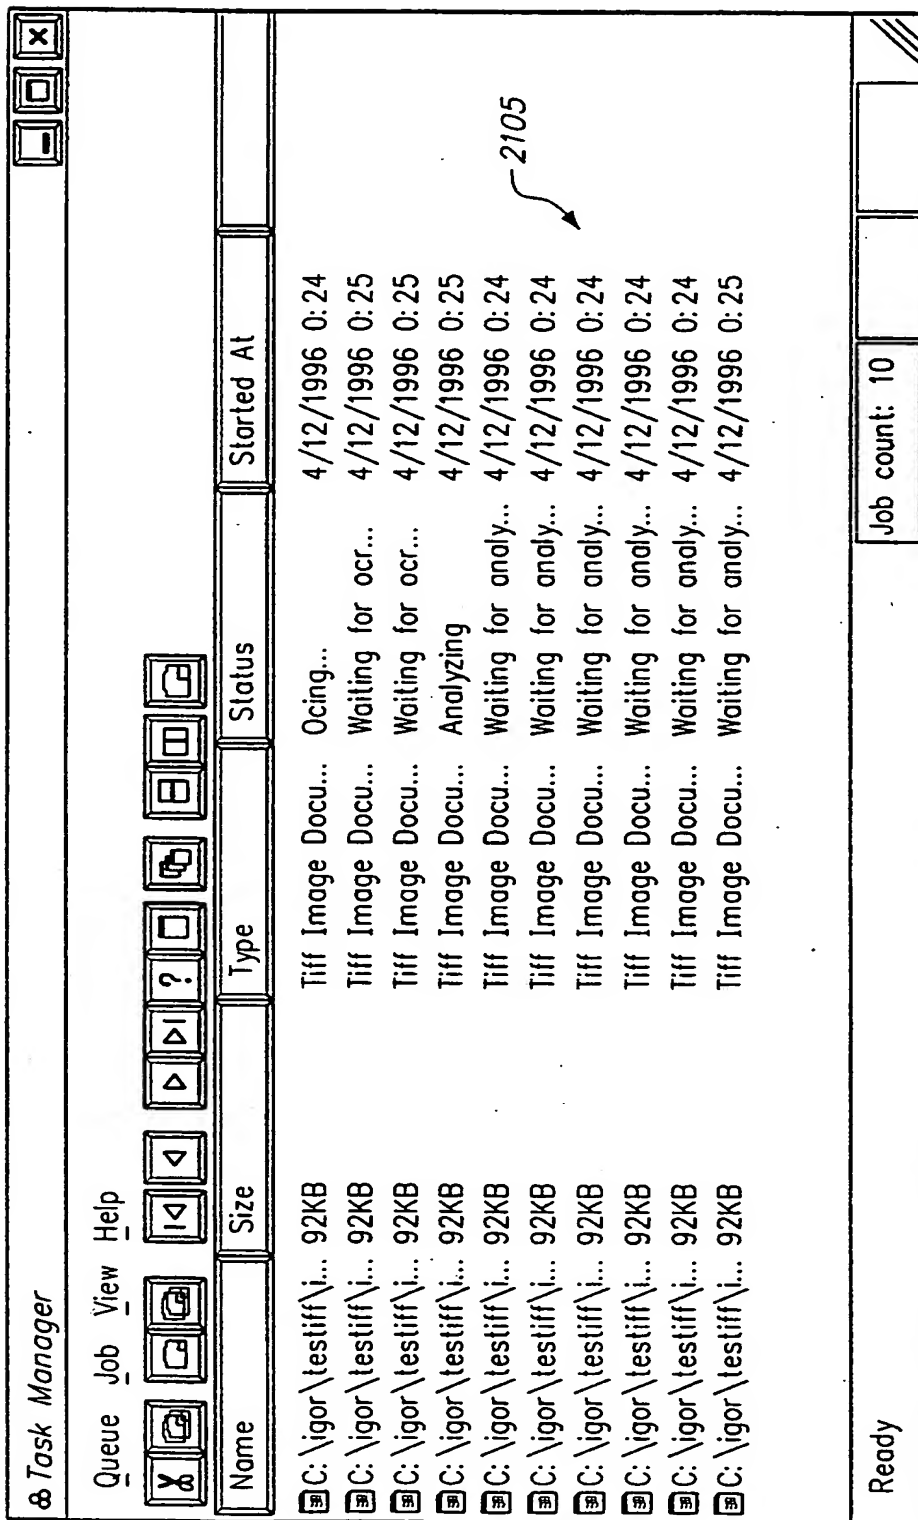 Task Manager
Queue Job View Help
?
Name Size Type Status Started At
C: \igor\testiff\i... 92KB Tiff Image Docu... Ocing... 4/12/1996 0:24
C: \igor\testiff\i... 92KB Tiff Image Docu... Waiting for ocr... 4/12/1996 0:25
C: \igor\testiff\i... 92KB Tiff Image Docu... Waiting for ocr... 4/12/1996 0:25
C: \igor\testiff\i... 92KB Tiff Image Docu... Analyzing 4/12/1996 0:25
C: \igor\testiff\i... 92KB Tiff Image Docu... Waiting for analy... 4/12/1996 0:24
C: \igor\testiff\i... 92KB Tiff Image Docu... Waiting for analy... 4/12/1996 0:24
C: \igor\testiff\i... 92KB Tiff Image Docu... Waiting for analy... 4/12/1996 0:24
C: \igor\testiff\i... 92KB Tiff Image Docu... Waiting for analy... 4/12/1996 0:24
C: \igor\testiff\i... 92KB Tiff Image Docu... Waiting for analy... 4/12/1996 0:24
C: \igor\testiff\i... 92KB Tiff Image Docu... Waiting for analy... 4/12/1996 0:25
2105
Ready Job count: 10